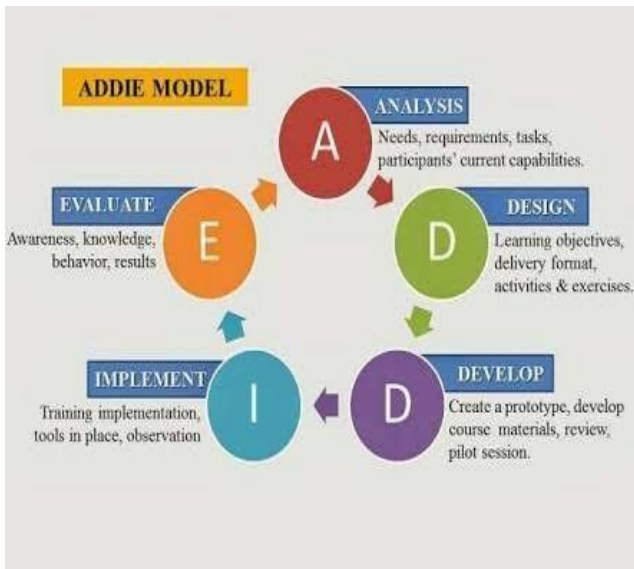 ADDIE MODEL
A
ANALYSIS
Needs, requirements, tasks,
participants' current capabilities.
D
DESIGN
Learning objectives,
delivery format,
activities & exercises.
D
DEVELOP
Create a prototype, develop
course materials, review,
pilot session.
I
IMPLEMENT
Training implementation,
tools in place, observation
E
EVALUATE
Awareness, knowledge,
behavior, results